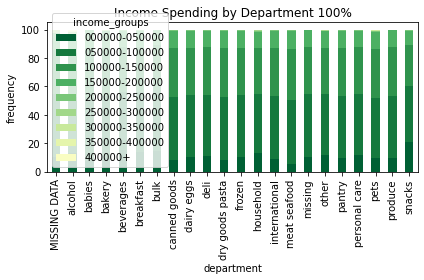 Income Spending by Department 100%
income_groups
000000-050000
050000-100000
100000-150000
150000-200000
200000-250000
250000-300000
300000-350000
350000-400000
400000+
frequency
100
80
60
40
20
0
MISSING DATA
alcohol
babies
bakery
beverages
breakfast
bulk
canned goods
dairy eggs
deli
dry goods pasta
frozen
household
international
meat seafood
missing
other
pantry
personal care
pets
produce
snacks
department